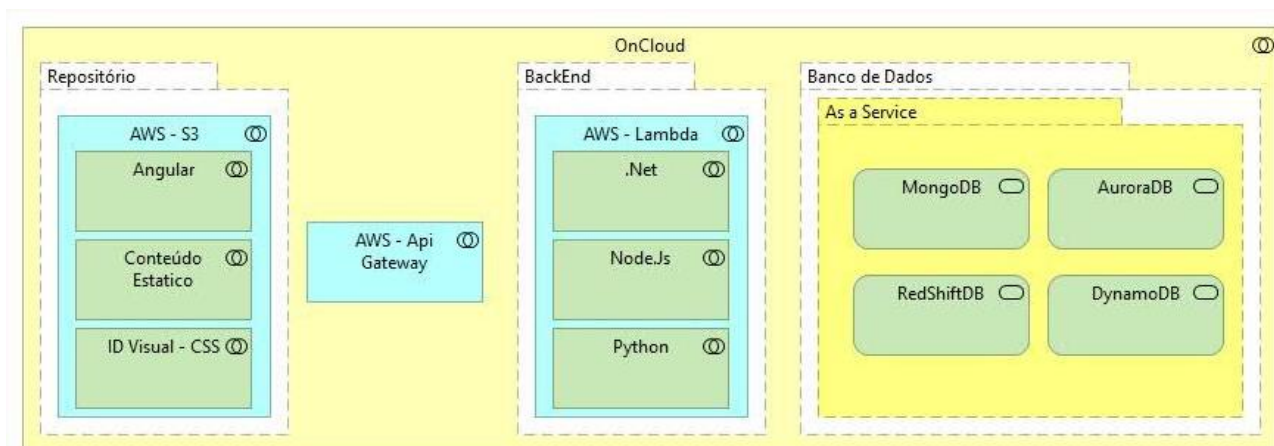 OnCloud
Repositório
AWS - S3
Angular
Conteúdo
Estatico
ID Visual - CSS
AWS - Api
Gateway
BackEnd
AWS - Lambda
.Net
Node.Js
Python
Banco de Dados
As a Service
MongoDB
AuroraDB
RedShiftDB
DynamoDB